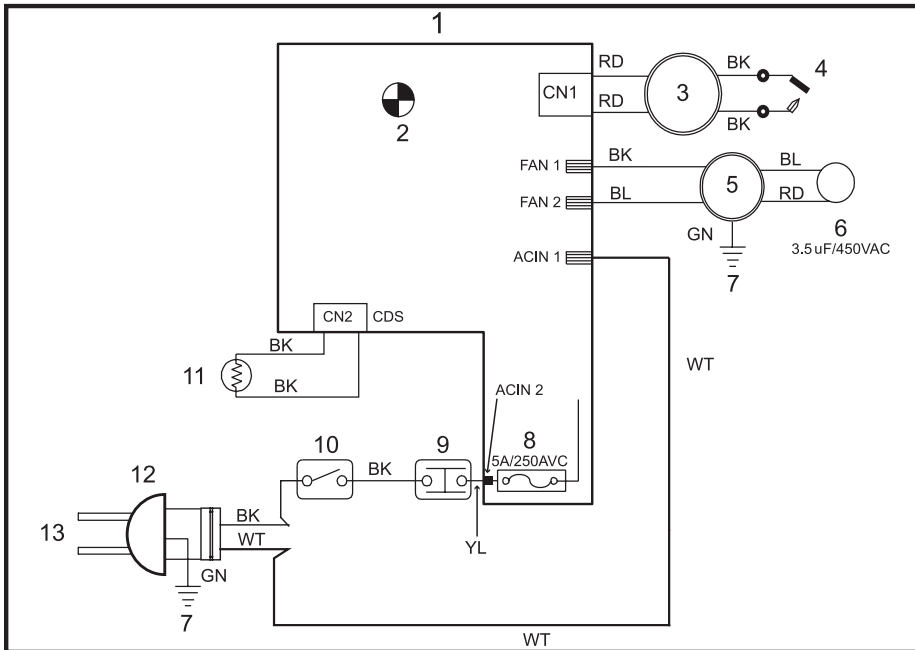 1
RD
BK
4
CN1
3
2
RD
BK
FAN 1
BK
BL
5
FAN 2
BL
RD
6
GN
3.5uF/450VAC
ACIN 1
7
CN2
CDS
BK
11
BK
WT
ACIN 2
10
9
8
BK
5A/250AVC
12
BK
13
WT
YL
GN
7
WT